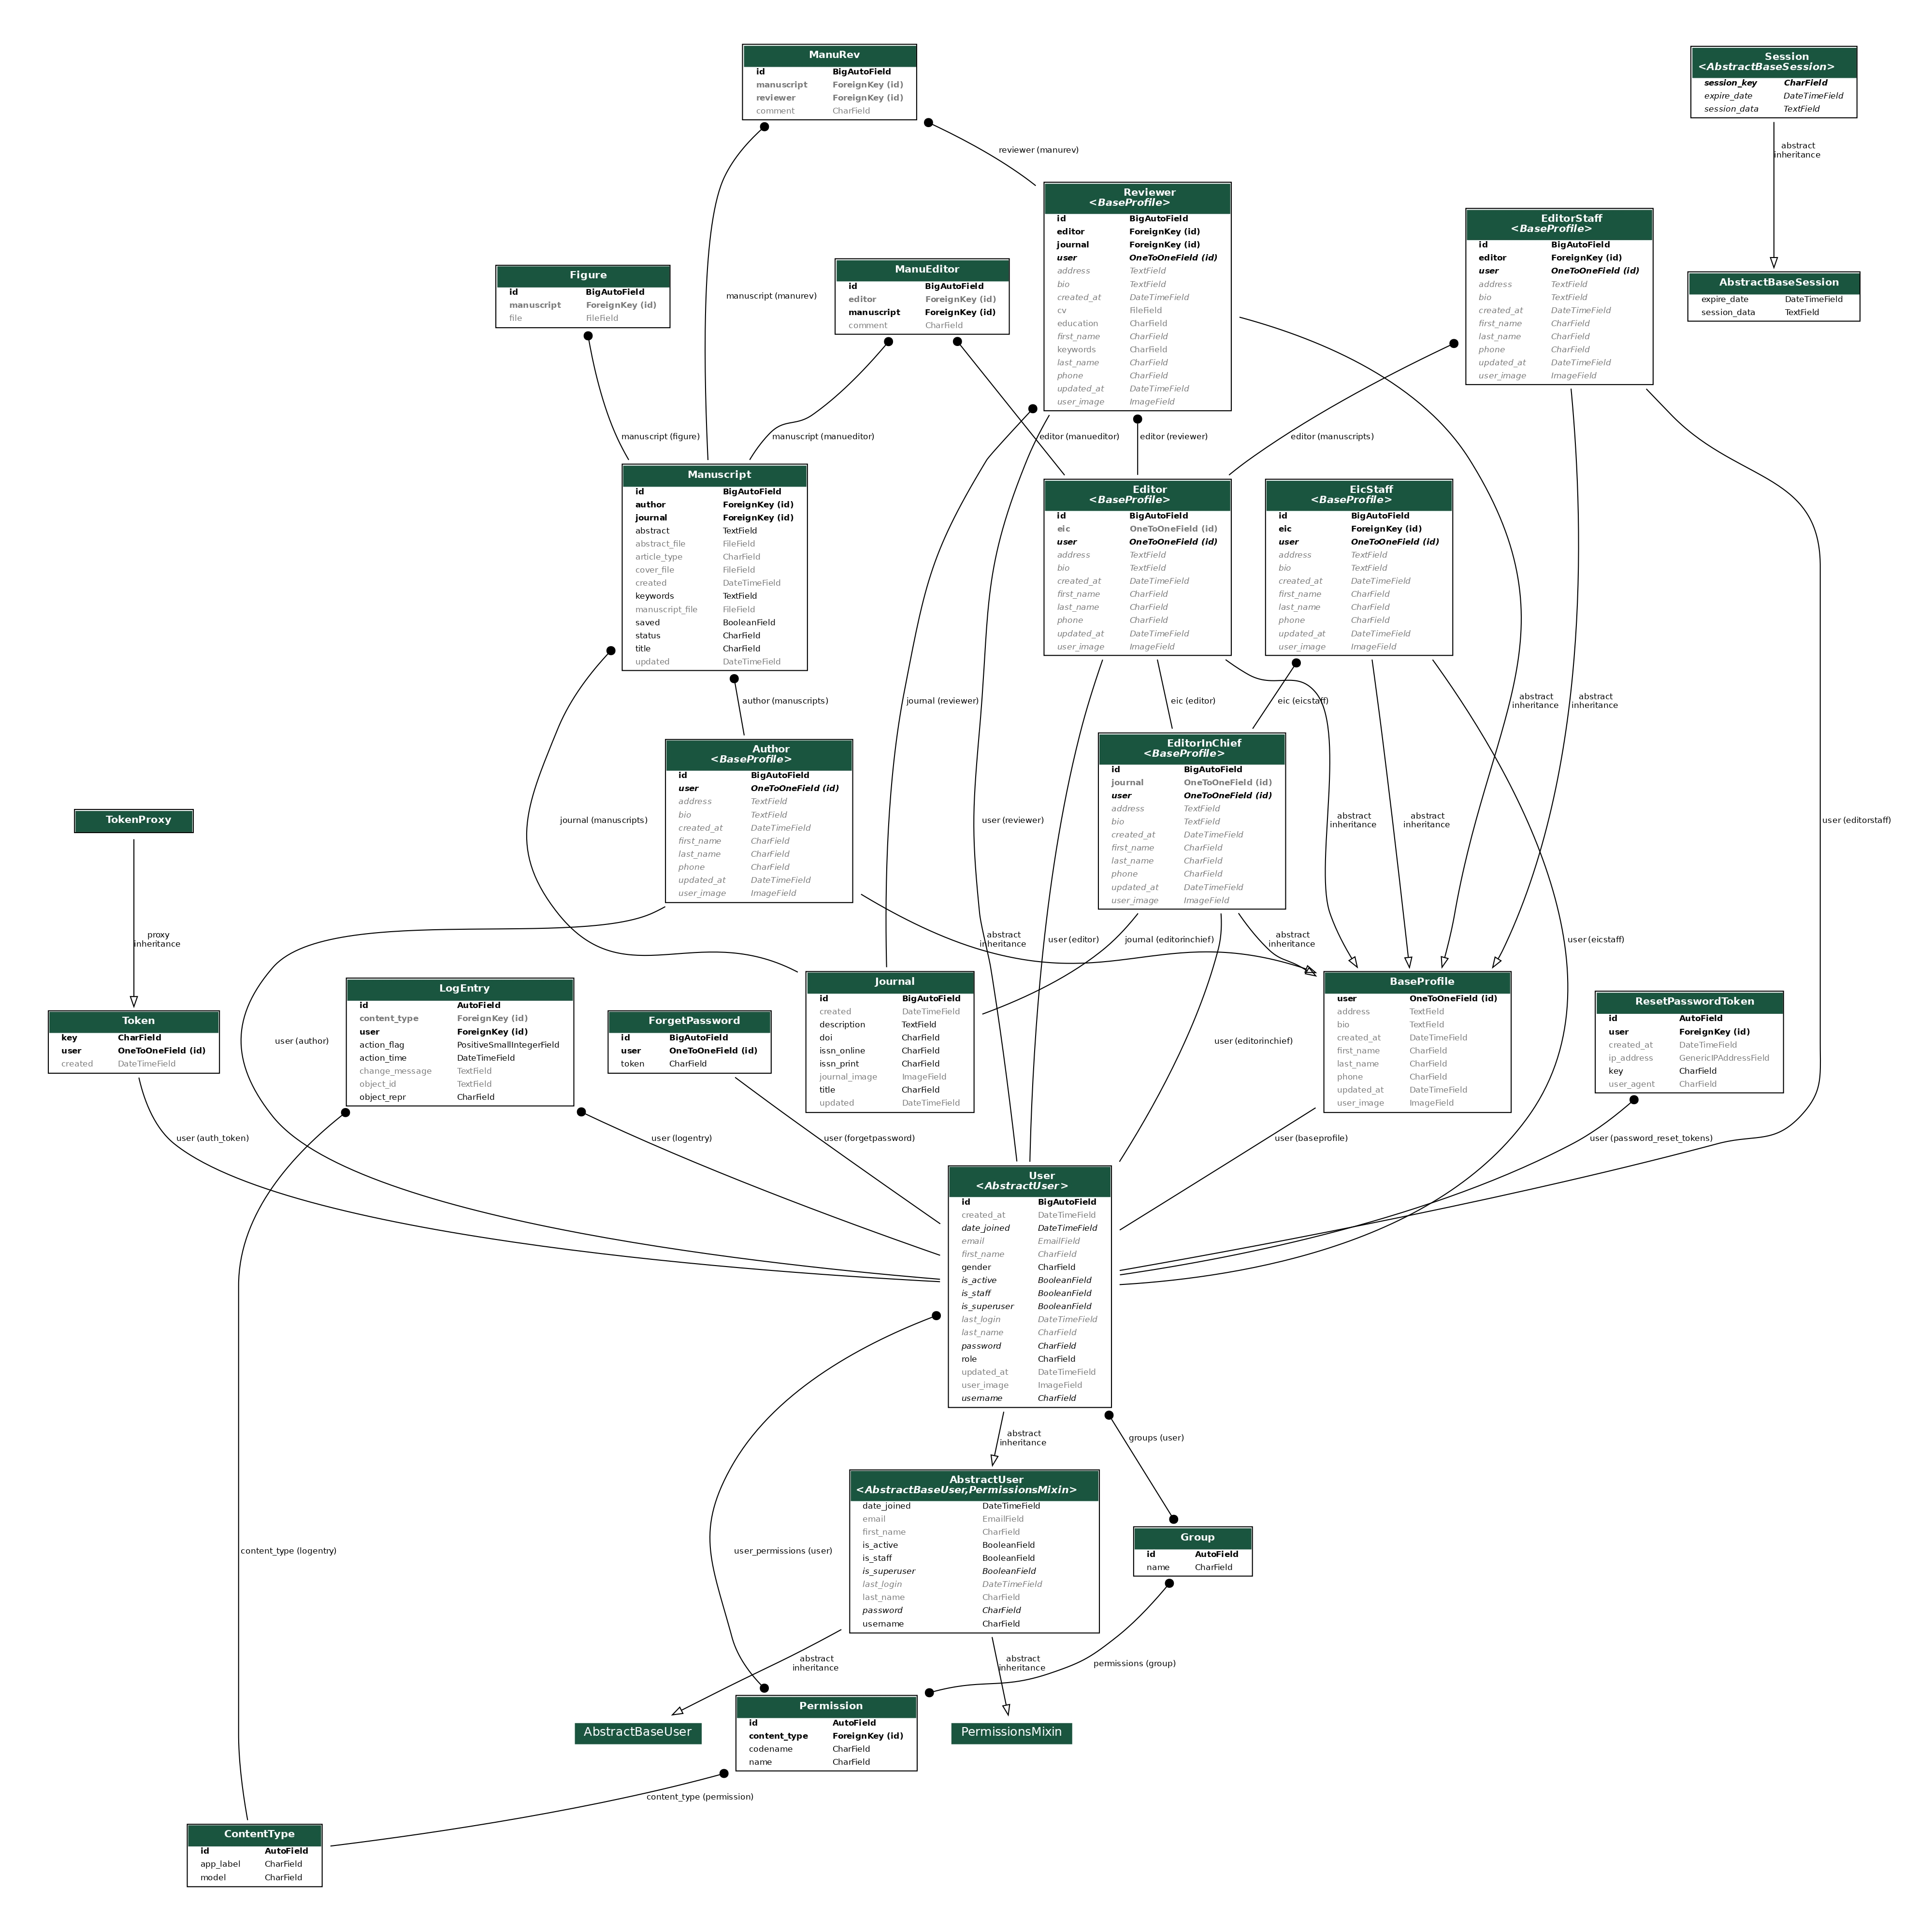 ManuRev
id BigAutoField
manuscript ForeignKey (id)
reviewer ForeignKey (id)
comment CharField
Session
<AbstractBaseSession>
session_key CharField
expire_date DateTimeField
session_data TextField
abstract
inheritance
reviewer (manurev)
Reviewer
<BaseProfile>
id BigAutoField
editor ForeignKey (id)
journal ForeignKey (id)
user OneToOneField (id)
address TextField
bio TextField
created_at DateTimeField
cv FileField
education CharField
first_name CharField
keywords CharField
last_name CharField
phone CharField
updated_at DateTimeField
user_image ImageField
EditorStaff
<BaseProfile>
id BigAutoField
editor ForeignKey (id)
user OneToOneField (id)
address TextField
bio TextField
created_at DateTimeField
first_name CharField
last_name CharField
phone CharField
updated_at DateTimeField
user_image ImageField
AbstractBaseSession
expire_date DateTimeField
session_data TextField
Figure
id BigAutoField
manuscript ForeignKey (id)
file FileField
manuscript (manurev)
ManuEditor
id BigAutoField
editor ForeignKey (id)
manuscript ForeignKey (id)
comment CharField
manuscript (figure)
manuscript (manueditor)
editor (manueditor)
editor (reviewer)
editor (manuscripts)
Manuscript
id BigAutoField
author ForeignKey (id)
journal ForeignKey (id)
abstract TextField
abstract_file FileField
article_type CharField
cover_file FileField
created DateTimeField
keywords TextField
manuscript_file FileField
saved BooleanField
status CharField
title CharField
updated DateTimeField
Editor
<BaseProfile>
id BigAutoField
eic OneToOneField (id)
user OneToOneField (id)
address TextField
bio TextField
created_at DateTimeField
first_name CharField
last_name CharField
phone CharField
updated_at DateTimeField
user_image ImageField
EicStaff
<BaseProfile>
id BigAutoField
eic ForeignKey (id)
user OneToOneField (id)
address TextField
bio TextField
created_at DateTimeField
first_name CharField
last_name CharField
phone CharField
updated_at DateTimeField
user_image ImageField
author (manuscripts)
journal (reviewer)
eic (editor)
eic (eicstaff)
abstract
inheritance
abstract
inheritance
Author
<BaseProfile>
id BigAutoField
user OneToOneField (id)
address TextField
bio TextField
created_at DateTimeField
first_name CharField
last_name CharField
phone CharField
updated_at DateTimeField
user_image ImageField
EditorInChief
<BaseProfile>
id BigAutoField
journal OneToOneField (id)
user OneToOneField (id)
address TextField
bio TextField
created_at DateTimeField
first_name CharField
last_name CharField
phone CharField
updated_at DateTimeField
user_image ImageField
TokenProxy
journal (manuscripts)
user (reviewer)
abstract
inheritance
abstract
inheritance
user (editorstaff)
proxy
inheritance
abstract
inheritance
user (editor)
journal (editorinchief)
abstract
inheritance
user (eicstaff)
Token
key CharField
user OneToOneField (id)
created DateTimeField
user (author)
LogEntry
id AutoField
content_type ForeignKey (id)
user ForeignKey (id)
action_flag PositiveSmallIntegerField
action_time DateTimeField
change_message TextField
object_id TextField
object_repr CharField
ForgetPassword
id BigAutoField
user OneToOneField (id)
token CharField
Journal
id BigAutoField
created DateTimeField
description TextField
doi CharField
issn_online CharField
issn_print CharField
journal_image ImageField
title CharField
updated DateTimeField
user (editorinchief)
BaseProfile
user OneToOneField (id)
address TextField
bio TextField
created_at DateTimeField
first_name CharField
last_name CharField
phone CharField
updated_at DateTimeField
user_image ImageField
ResetPasswordToken
id AutoField
user ForeignKey (id)
created_at DateTimeField
ip_address GenericIPAddressField
key CharField
user_agent CharField
user (auth_token)
user (logentry)
user (forgetpassword)
user (baseprofile)
user (password_reset_tokens)
User
<AbstractUser>
id BigAutoField
created_at DateTimeField
date_joined DateTimeField
email EmailField
first_name CharField
gender CharField
is_active BooleanField
is_staff BooleanField
is_superuser BooleanField
last_login DateTimeField
last_name CharField
password CharField
role CharField
updated_at DateTimeField
user_image ImageField
username CharField
abstract
inheritance
groups (user)
AbstractUser
<AbstractBaseUser,PermissionsMixin>
date_joined DateTimeField
email EmailField
first_name CharField
is_active BooleanField
is_staff BooleanField
is_superuser BooleanField
last_login DateTimeField
last_name CharField
password CharField
username CharField
Group
id AutoField
name CharField
content_type (logentry)
user_permissions (user)
abstract
inheritance
abstract
inheritance
permissions (group)
AbstractBaseUser
Permission
id AutoField
content_type ForeignKey (id)
codename CharField
name CharField
PermissionsMixin
content_type (permission)
ContentType
id AutoField
app_label CharField
model CharField